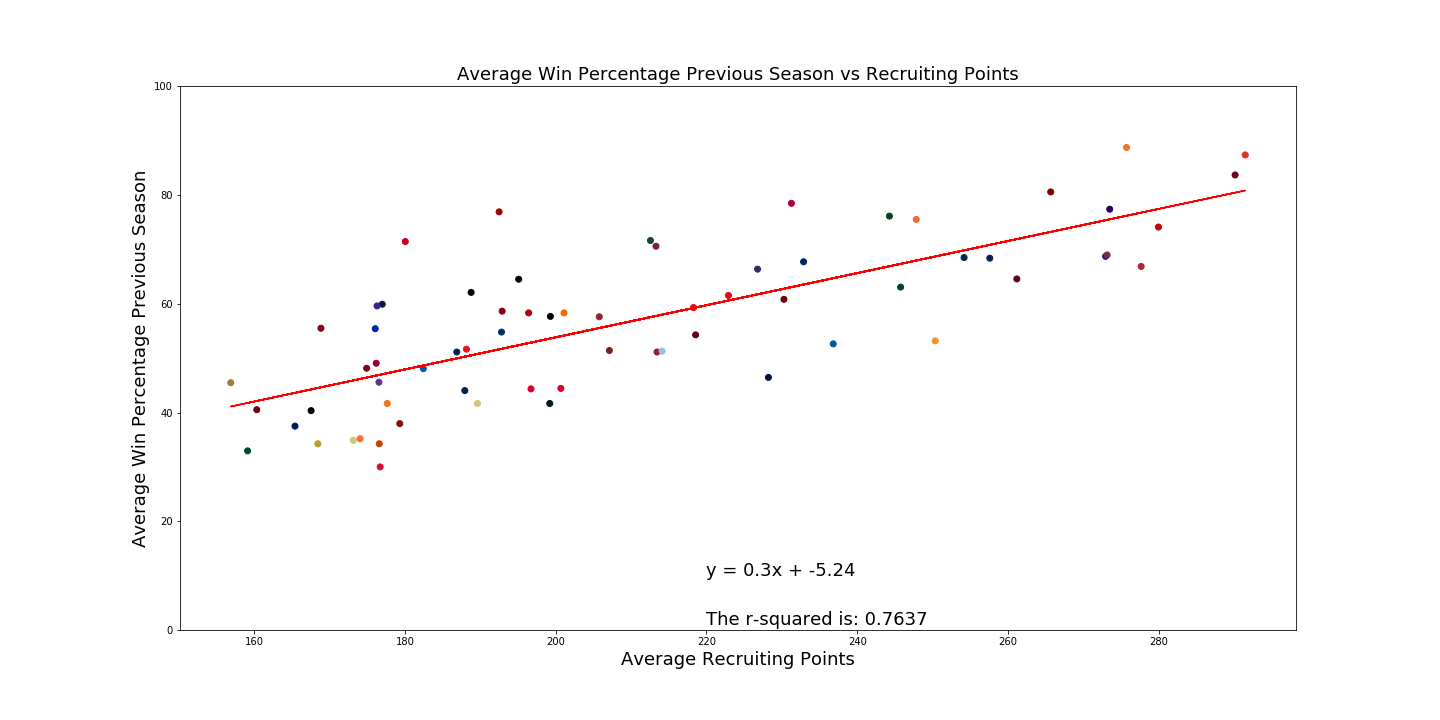 Average Win Percentage Previous Season vs Recruiting Points
Average Win Percentage Previous Season
100
80
60
40
20
0
y = 0.3x + -5.24
The r-squared is: 0.7637
160 180 200 220 240 260 280
Average Recruiting Points